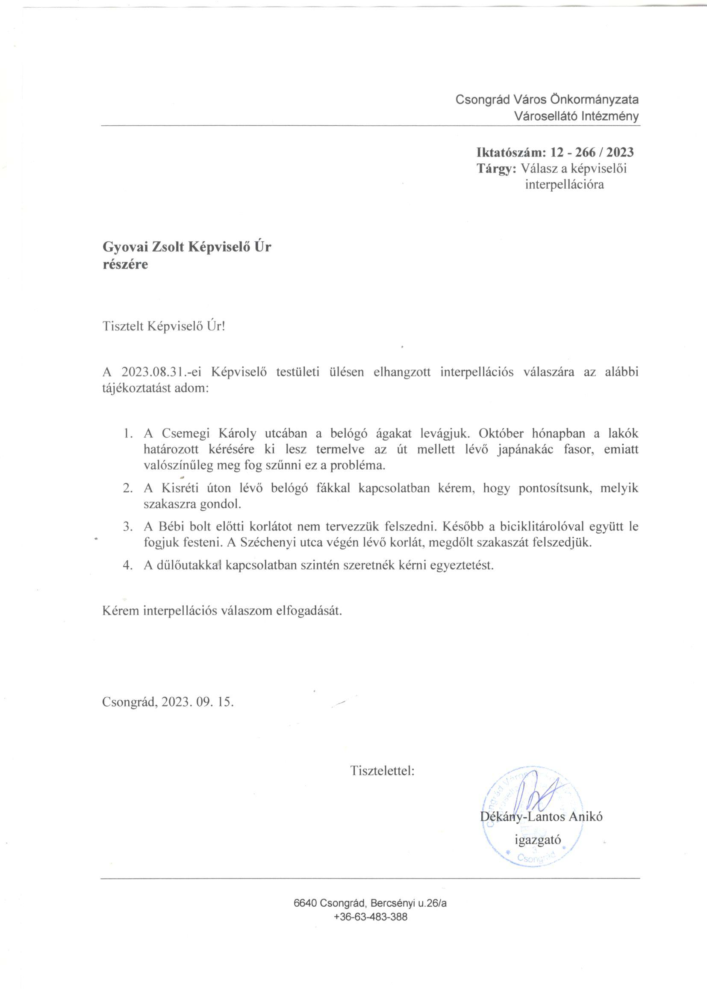 Csongrád Város Önkormányzata
Városellátó Intézmény
Iktatószám: 12 - 266 / 2023
Tárgy: Válasz a képviselői
interpellációra
Gyovai Zsolt Képviselő Úr
részére
Tisztelt Képviselő Úr!
A 2023.08.31.-ei Képviselő testületi ülésen elhangzott interpellációs válaszára az alábbi
tájékoztatást adom:
1. A Csemegi Károly utcában a belógó ágakat levágjuk. Október hónapban a lakók
határozott kérésére ki lesz termelve az út mellett lévő japánakác fasor, emiatt
valószínűleg meg fog szűnni ez a probléma.
2. A Kisréti úton lévő belógó fákkal kapcsolatban kérem, hogy pontosítsunk, melyik
szakaszra gondol.
3. A Bébi bolt előtti korlátot nem tervezzük felszedni. Később a biciklitárolóval együtt le
fogjuk festeni. A Széchenyi utca végén lévő korlát, megdőlt szakaszát felszedjük.
4. A dűlőutakkal kapcsolatban szintén szeretnék kérni egyeztetést.
Kérem interpellációs válaszom elfogadását.
Csongrád, 2023. 09. 15.
Tisztelettel:
Csongrád Város
Dékány-Lantos Anikó
igazgató
3
* Csongrád *
6640 Csongrád, Bercsényi u.26/a
+36-63-483-388